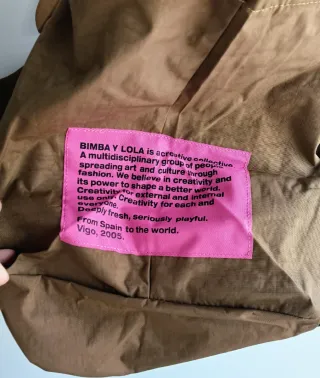 BIMBA Y LOLA is a creative collective.
A multidisciplinary group of people
spreading art and culture through
fashion. We believe in creativity and
its power to shape a better world.
Creativity for external and internal
use only. Creativity for each and
everyone.
Deeply fresh, seriously playful.
From Spain to the world.
Vigo, 2005.